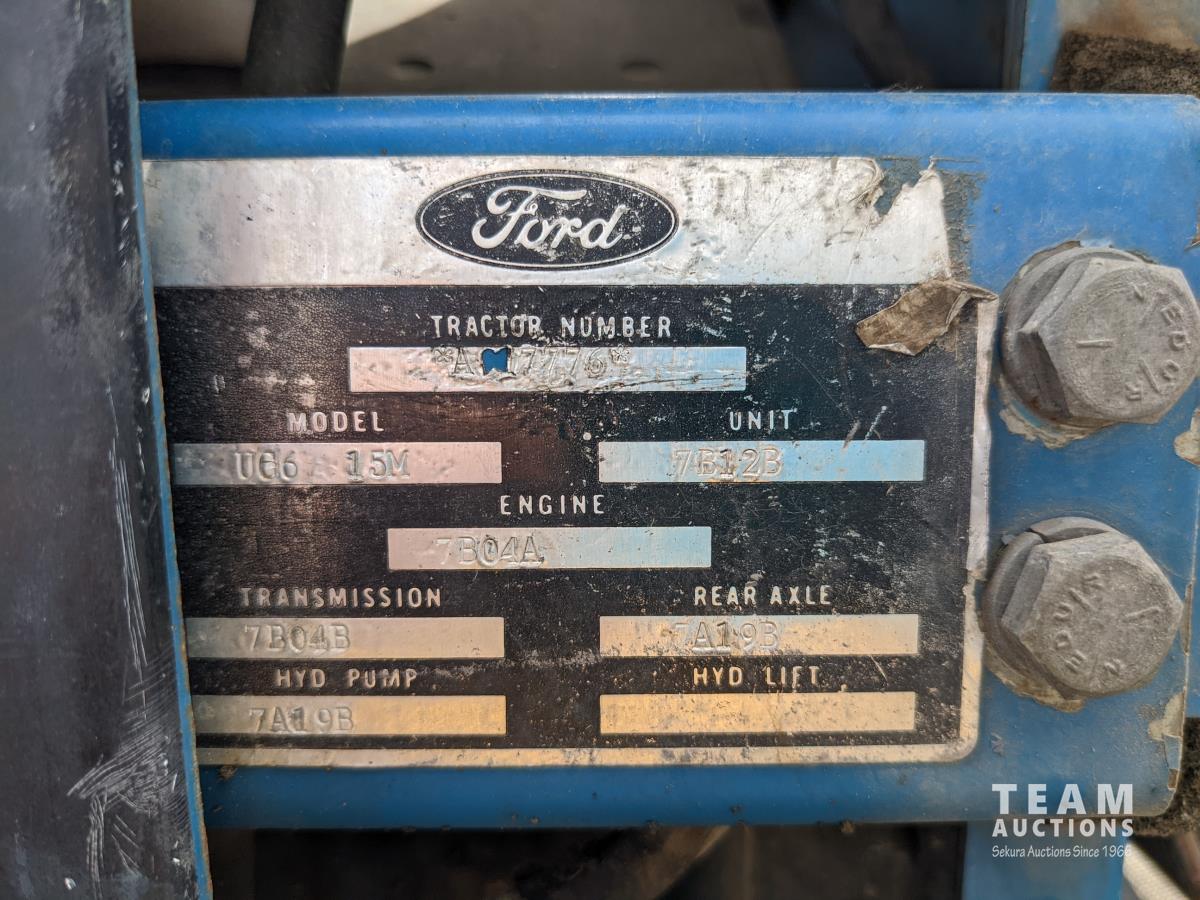 Ford
TRACTOR NUMBER
*A 17776*
MODEL UNIT
UG6 15M 7B12B
ENGINE
7B04A
TRANSMISSION REAR AXLE
7B04B 7A19B
HYD PUMP HYD LIFT
7A19B
TEAM
AUCTIONS
Sekura Auctions Since 1966